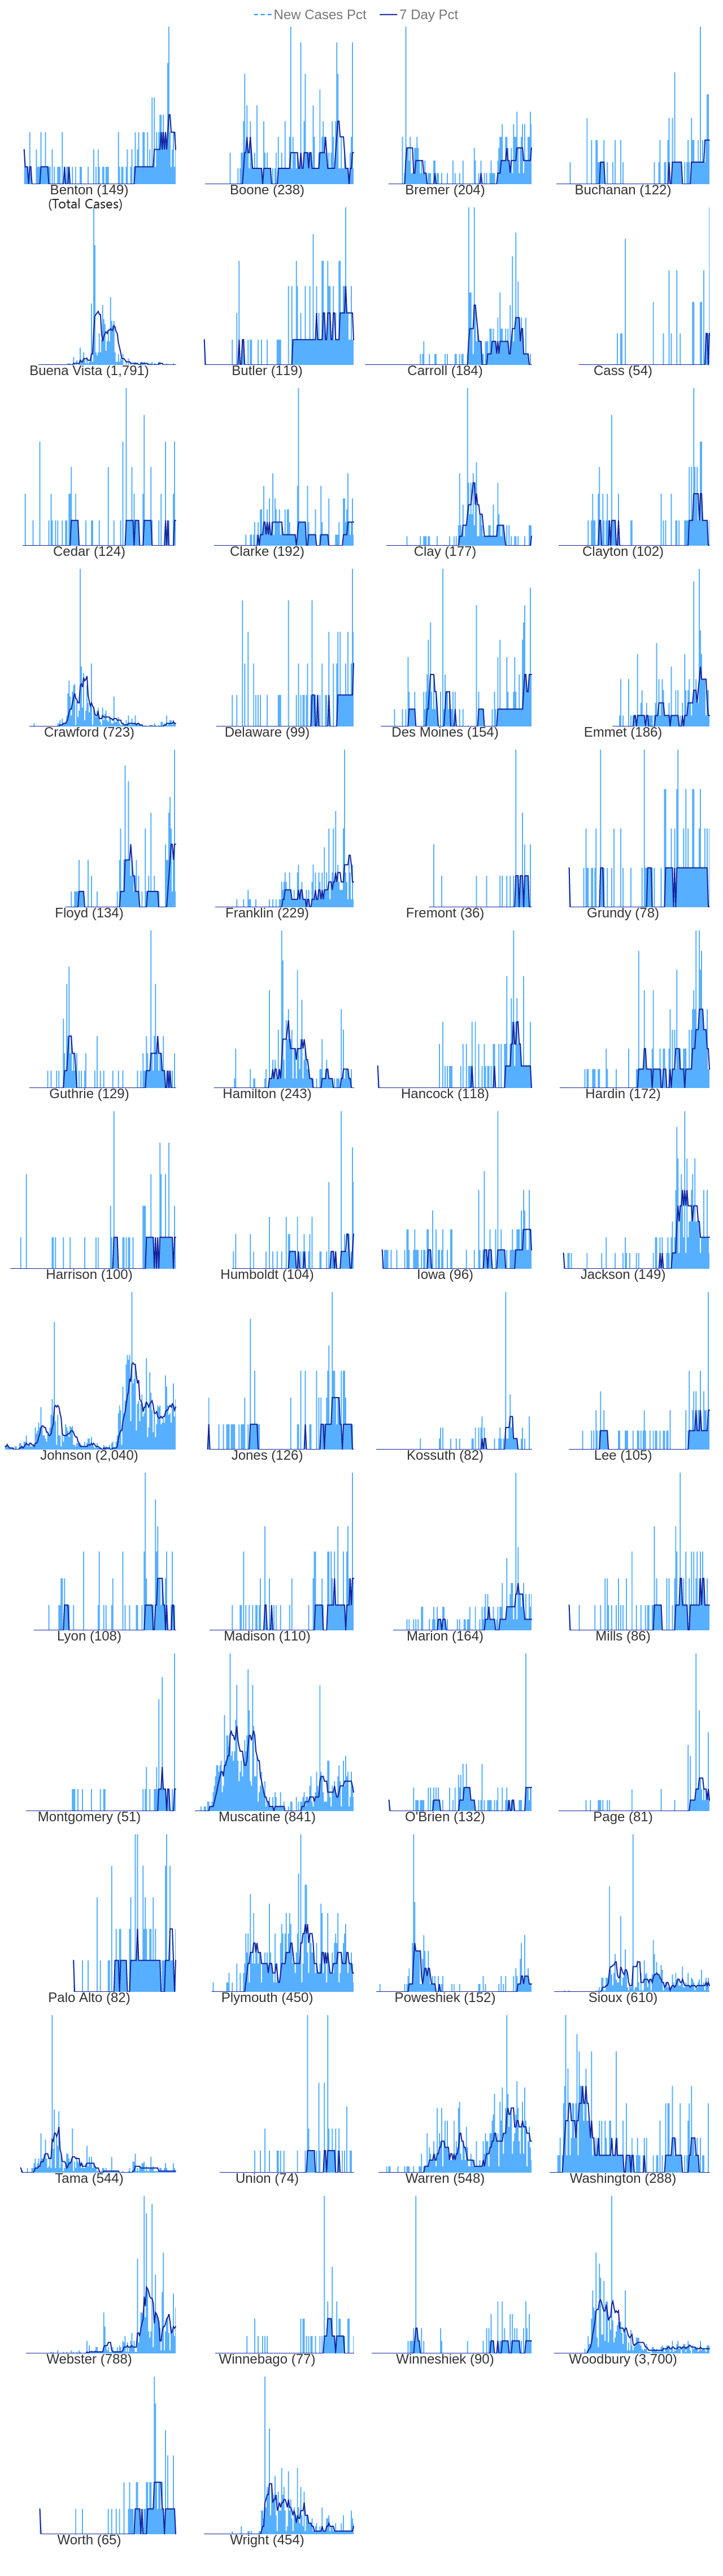 New Cases Pct 7 Day Pct
Benton (149) Boone (238) Bremer (204) Buchanan (122)
(Total Cases)
Buena Vista (1,791) Butler (119) Carroll (184) Cass (54)
Cedar (124) Clarke (192) Clay (177) Clayton (102)
Crawford (723) Delaware (99) Des Moines (154) Emmet (186)
Floyd (134) Franklin (229) Fremont (36) Grundy (78)
Guthrie (129) Hamilton (243) Hancock (118) Hardin (172)
Harrison (100) Humboldt (104) Iowa (96) Jackson (149)
Johnson (2,040) Jones (126) Kossuth (82) Lee (105)
Lyon (108) Madison (110) Marion (164) Mills (86)
Montgomery (51) Muscatine (841) O'Brien (132) Page (81)
Palo Alto (82) Plymouth (450) Poweshiek (152) Sioux (610)
Tama (544) Union (74) Warren (548) Washington (288)
Webster (788) Winnebago (77) Winneshiek (90) Woodbury (3,700)
Worth (65) Wright (454)